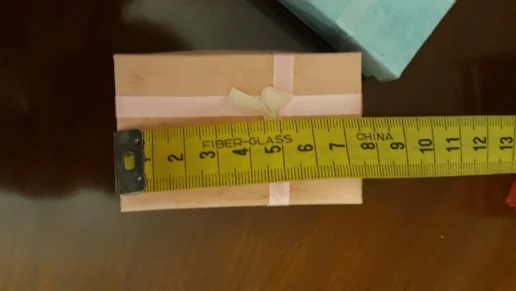 FIBER-GLASS CHINA
2 3 4 5 6 7 8 9 10 11 12 13